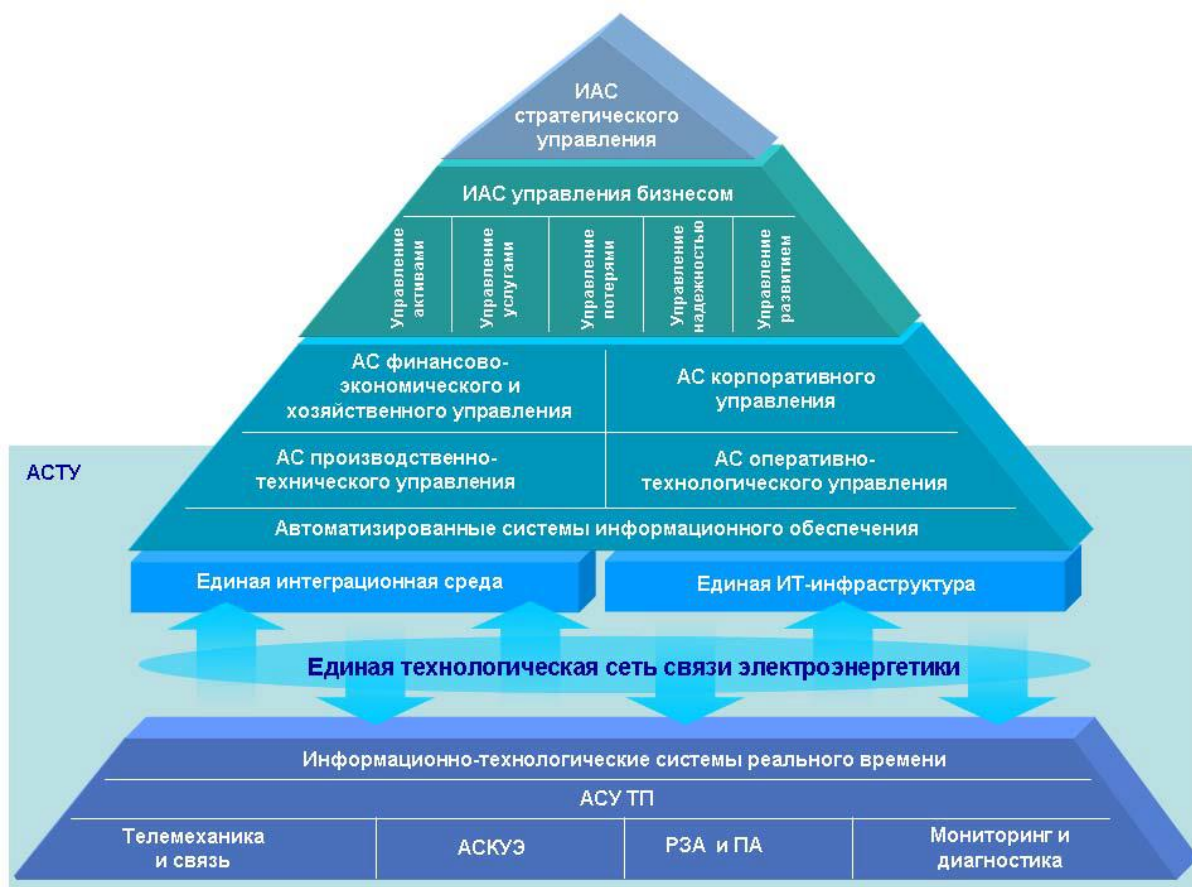 ИАС
стратегического
управления
ИАС управления бизнесом
Управление
активами
Управление
услугами
Управление
потерями
Управление
надежностью
Управление
развитием
АС финансово-
экономического и
хозяйственного управления
АС корпоративного
управления
АСТУ
АС производственно-
технического управления
АС оперативно-
технологического управления
Автоматизированные системы информационного обеспечения
Единая интеграционная среда
Единая ИТ-инфраструктура
Единая технологическая сеть связи электроэнергетики
Информационно-технологические системы реального времени
АСУ ТП
Телемеханика
и связь
АСКУЭ
РЗА и ПА
Мониторинг и
диагностика